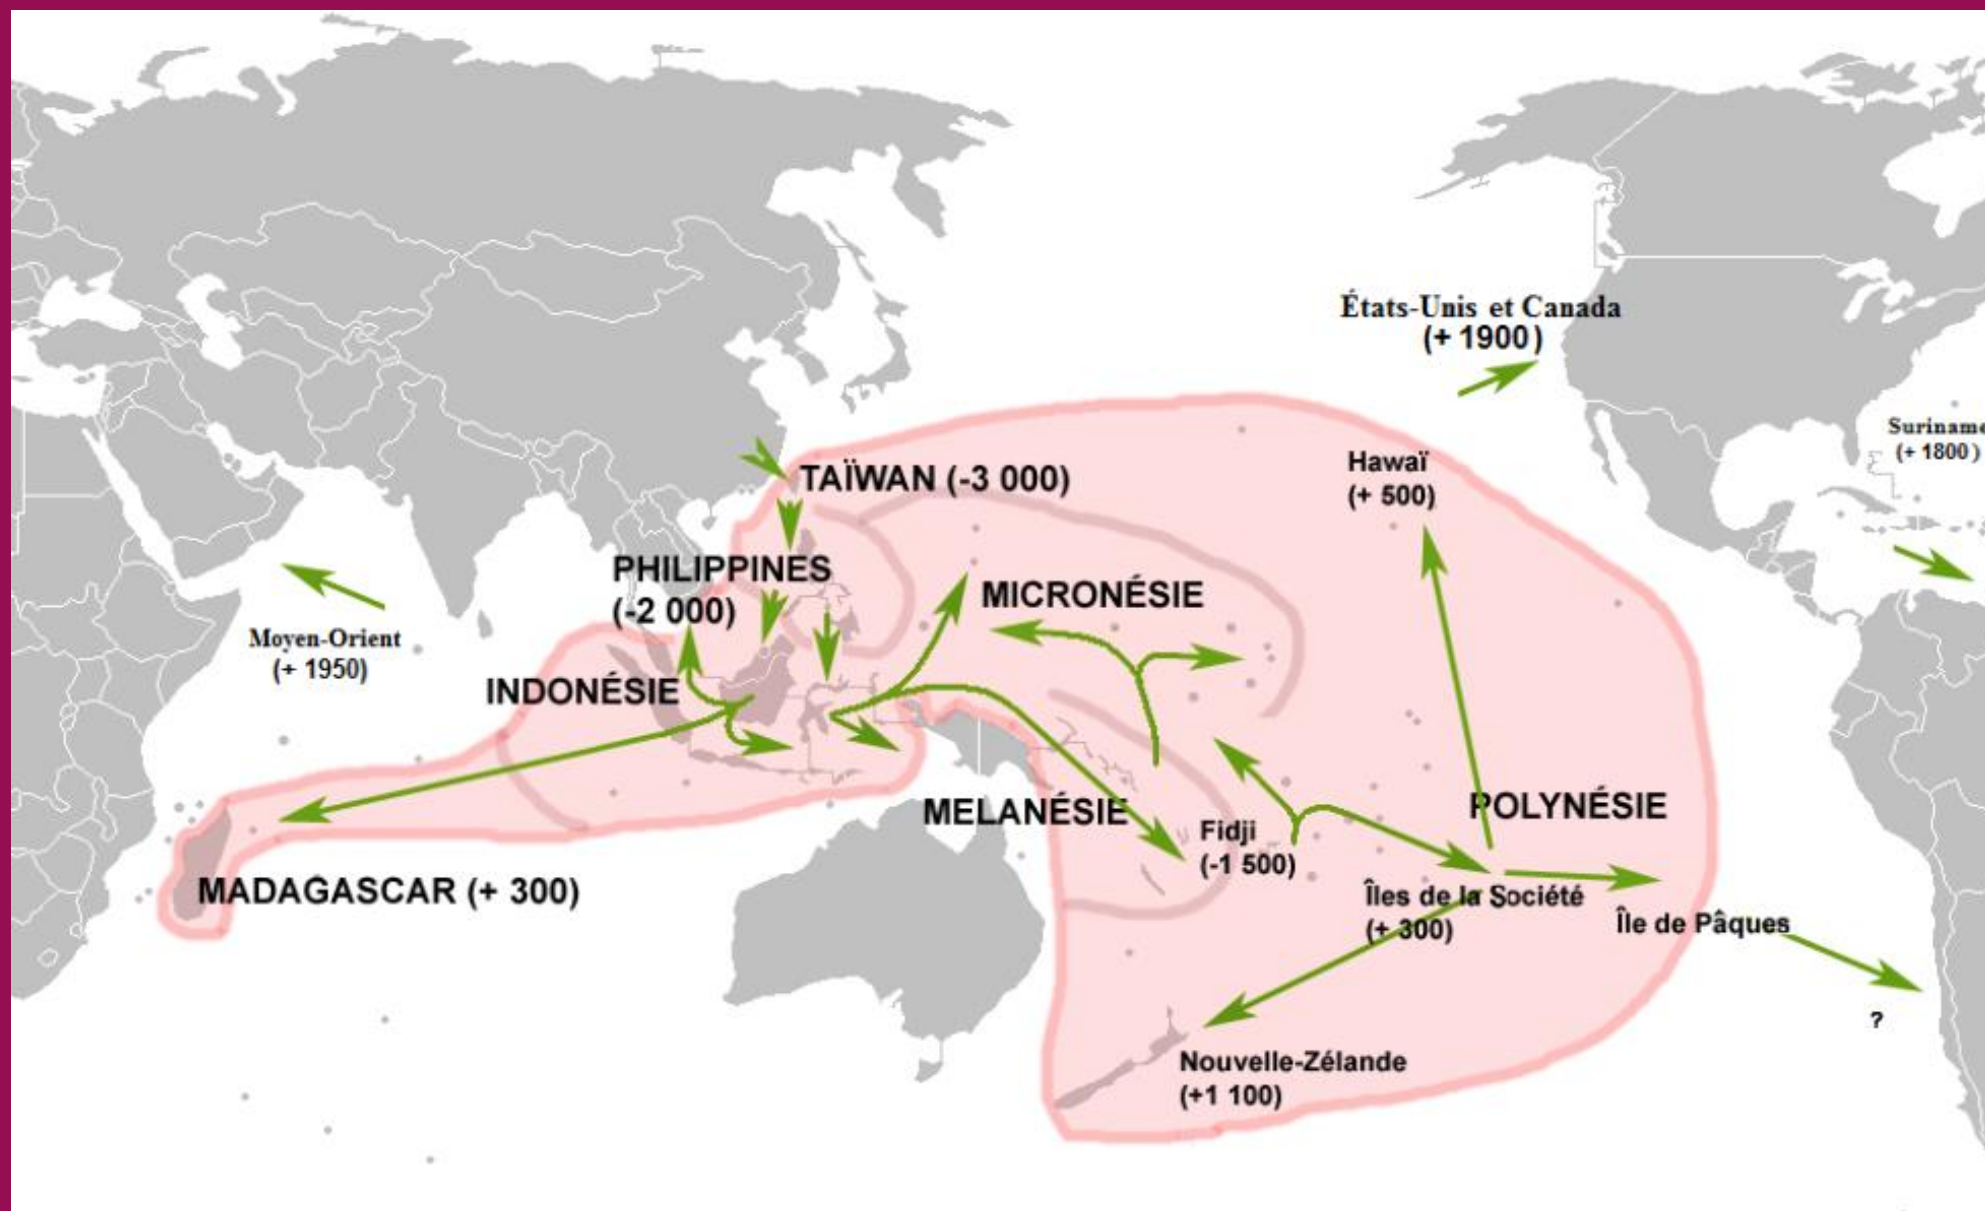 États-Unis et Canada
(+ 1900)
Suriname
(+ 1800)
Hawaï
(+ 500)
TAÏWAN (-3 000)
PHILIPPINES
(-2 000)
MICRONÉSIE
Moyen-Orient
(+ 1950)
INDONÉSIE
MELANÉSIE
POLYNÉSIE
Fidji
(-1 500)
MADAGASCAR (+ 300)
Îles de la Société
(+ 300)
Île de Pâques
?
Nouvelle-Zélande
(+1 100)